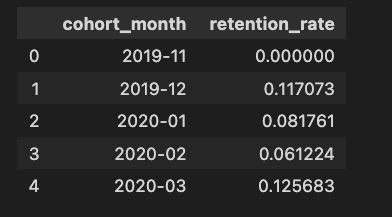 cohort_month retention_rate
0 2019-11 0.000000
1 2019-12 0.117073
2 2020-01 0.081761
3 2020-02 0.061224
4 2020-03 0.125683